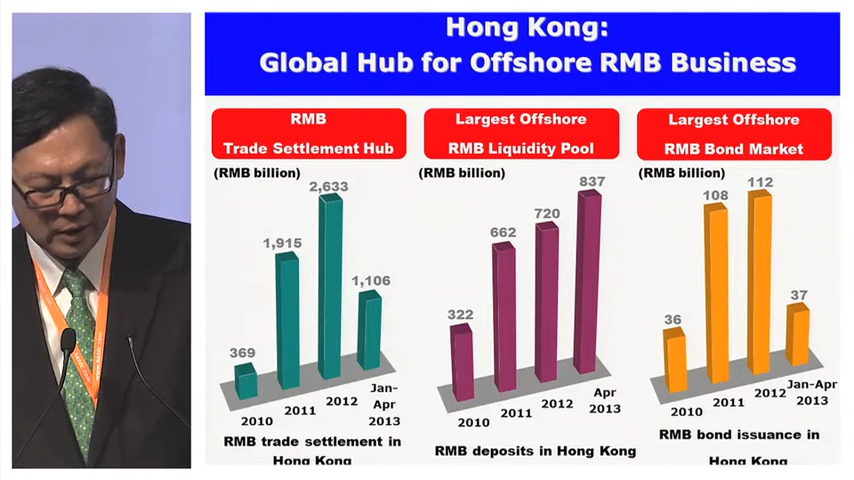 Hong Kong:
Global Hub for Offshore RMB Business
RMB
Trade Settlement Hub
(RMB billion)
369
1,915
2,633
1,106
2010
2011
2012
Jan-
Apr
2013
RMB trade settlement in
Hong Kong
Largest Offshore
RMB Liquidity Pool
(RMB billion)
322
662
720
837
2010
2011
2012
Apr
2013
RMB deposits in Hong Kong
Largest Offshore
RMB Bond Market
(RMB billion)
36
108
112
37
2010
2011
2012
Jan-Apr
2013
RMB bond issuance in
Hong Kong